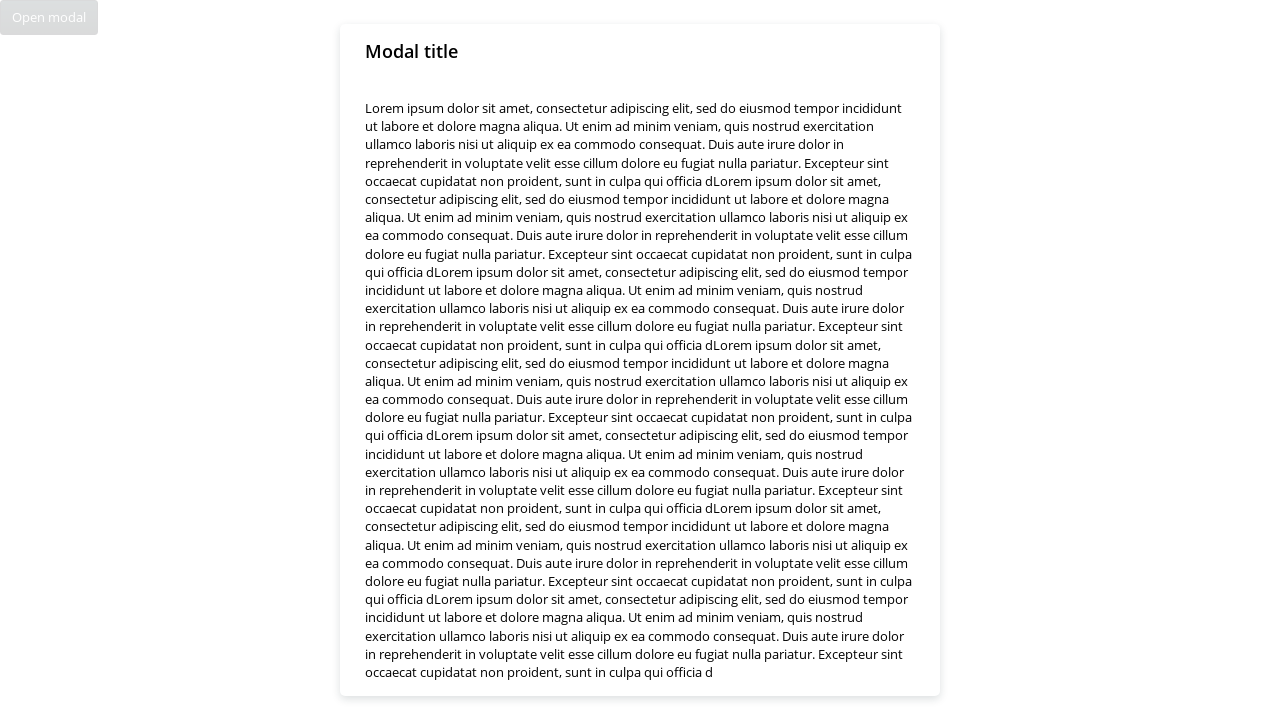 Open modal
Modal title
Lorem ipsum dolor sit amet, consectetur adipiscing elit, sed do eiusmod tempor incididunt
ut labore et dolore magna aliqua. Ut enim ad minim veniam, quis nostrud exercitation
ullamco laboris nisi ut aliquip ex ea commodo consequat. Duis aute irure dolor in
reprehenderit in voluptate velit esse cillum dolore eu fugiat nulla pariatur. Excepteur sint
occaecat cupidatat non proident, sunt in culpa qui officia dLorem ipsum dolor sit amet,
consectetur adipiscing elit, sed do eiusmod tempor incididunt ut labore et dolore magna
aliqua. Ut enim ad minim veniam, quis nostrud exercitation ullamco laboris nisi ut aliquip ex
ea commodo consequat. Duis aute irure dolor in reprehenderit in voluptate velit esse cillum
dolore eu fugiat nulla pariatur. Excepteur sint occaecat cupidatat non proident, sunt in culpa
qui officia dLorem ipsum dolor sit amet, consectetur adipiscing elit, sed do eiusmod tempor
incididunt ut labore et dolore magna aliqua. Ut enim ad minim veniam, quis nostrud
exercitation ullamco laboris nisi ut aliquip ex ea commodo consequat. Duis aute irure dolor
in reprehenderit in voluptate velit esse cillum dolore eu fugiat nulla pariatur. Excepteur sint
occaecat cupidatat non proident, sunt in culpa qui officia dLorem ipsum dolor sit amet,
consectetur adipiscing elit, sed do eiusmod tempor incididunt ut labore et dolore magna
aliqua. Ut enim ad minim veniam, quis nostrud exercitation ullamco laboris nisi ut aliquip ex
ea commodo consequat. Duis aute irure dolor in reprehenderit in voluptate velit esse cillum
dolore eu fugiat nulla pariatur. Excepteur sint occaecat cupidatat non proident, sunt in culpa
qui officia dLorem ipsum dolor sit amet, consectetur adipiscing elit, sed do eiusmod tempor
incididunt ut labore et dolore magna aliqua. Ut enim ad minim veniam, quis nostrud
exercitation ullamco laboris nisi ut aliquip ex ea commodo consequat. Duis aute irure dolor
in reprehenderit in voluptate velit esse cillum dolore eu fugiat nulla pariatur. Excepteur sint
occaecat cupidatat non proident, sunt in culpa qui officia dLorem ipsum dolor sit amet,
consectetur adipiscing elit, sed do eiusmod tempor incididunt ut labore et dolore magna
aliqua. Ut enim ad minim veniam, quis nostrud exercitation ullamco laboris nisi ut aliquip ex
ea commodo consequat. Duis aute irure dolor in reprehenderit in voluptate velit esse cillum
dolore eu fugiat nulla pariatur. Excepteur sint occaecat cupidatat non proident, sunt in culpa
qui officia dLorem ipsum dolor sit amet, consectetur adipiscing elit, sed do eiusmod tempor
incididunt ut labore et dolore magna aliqua. Ut enim ad minim veniam, quis nostrud
exercitation ullamco laboris nisi ut aliquip ex ea commodo consequat. Duis aute irure dolor
in reprehenderit in voluptate velit esse cillum dolore eu fugiat nulla pariatur. Excepteur sint
occaecat cupidatat non proident, sunt in culpa qui officia d